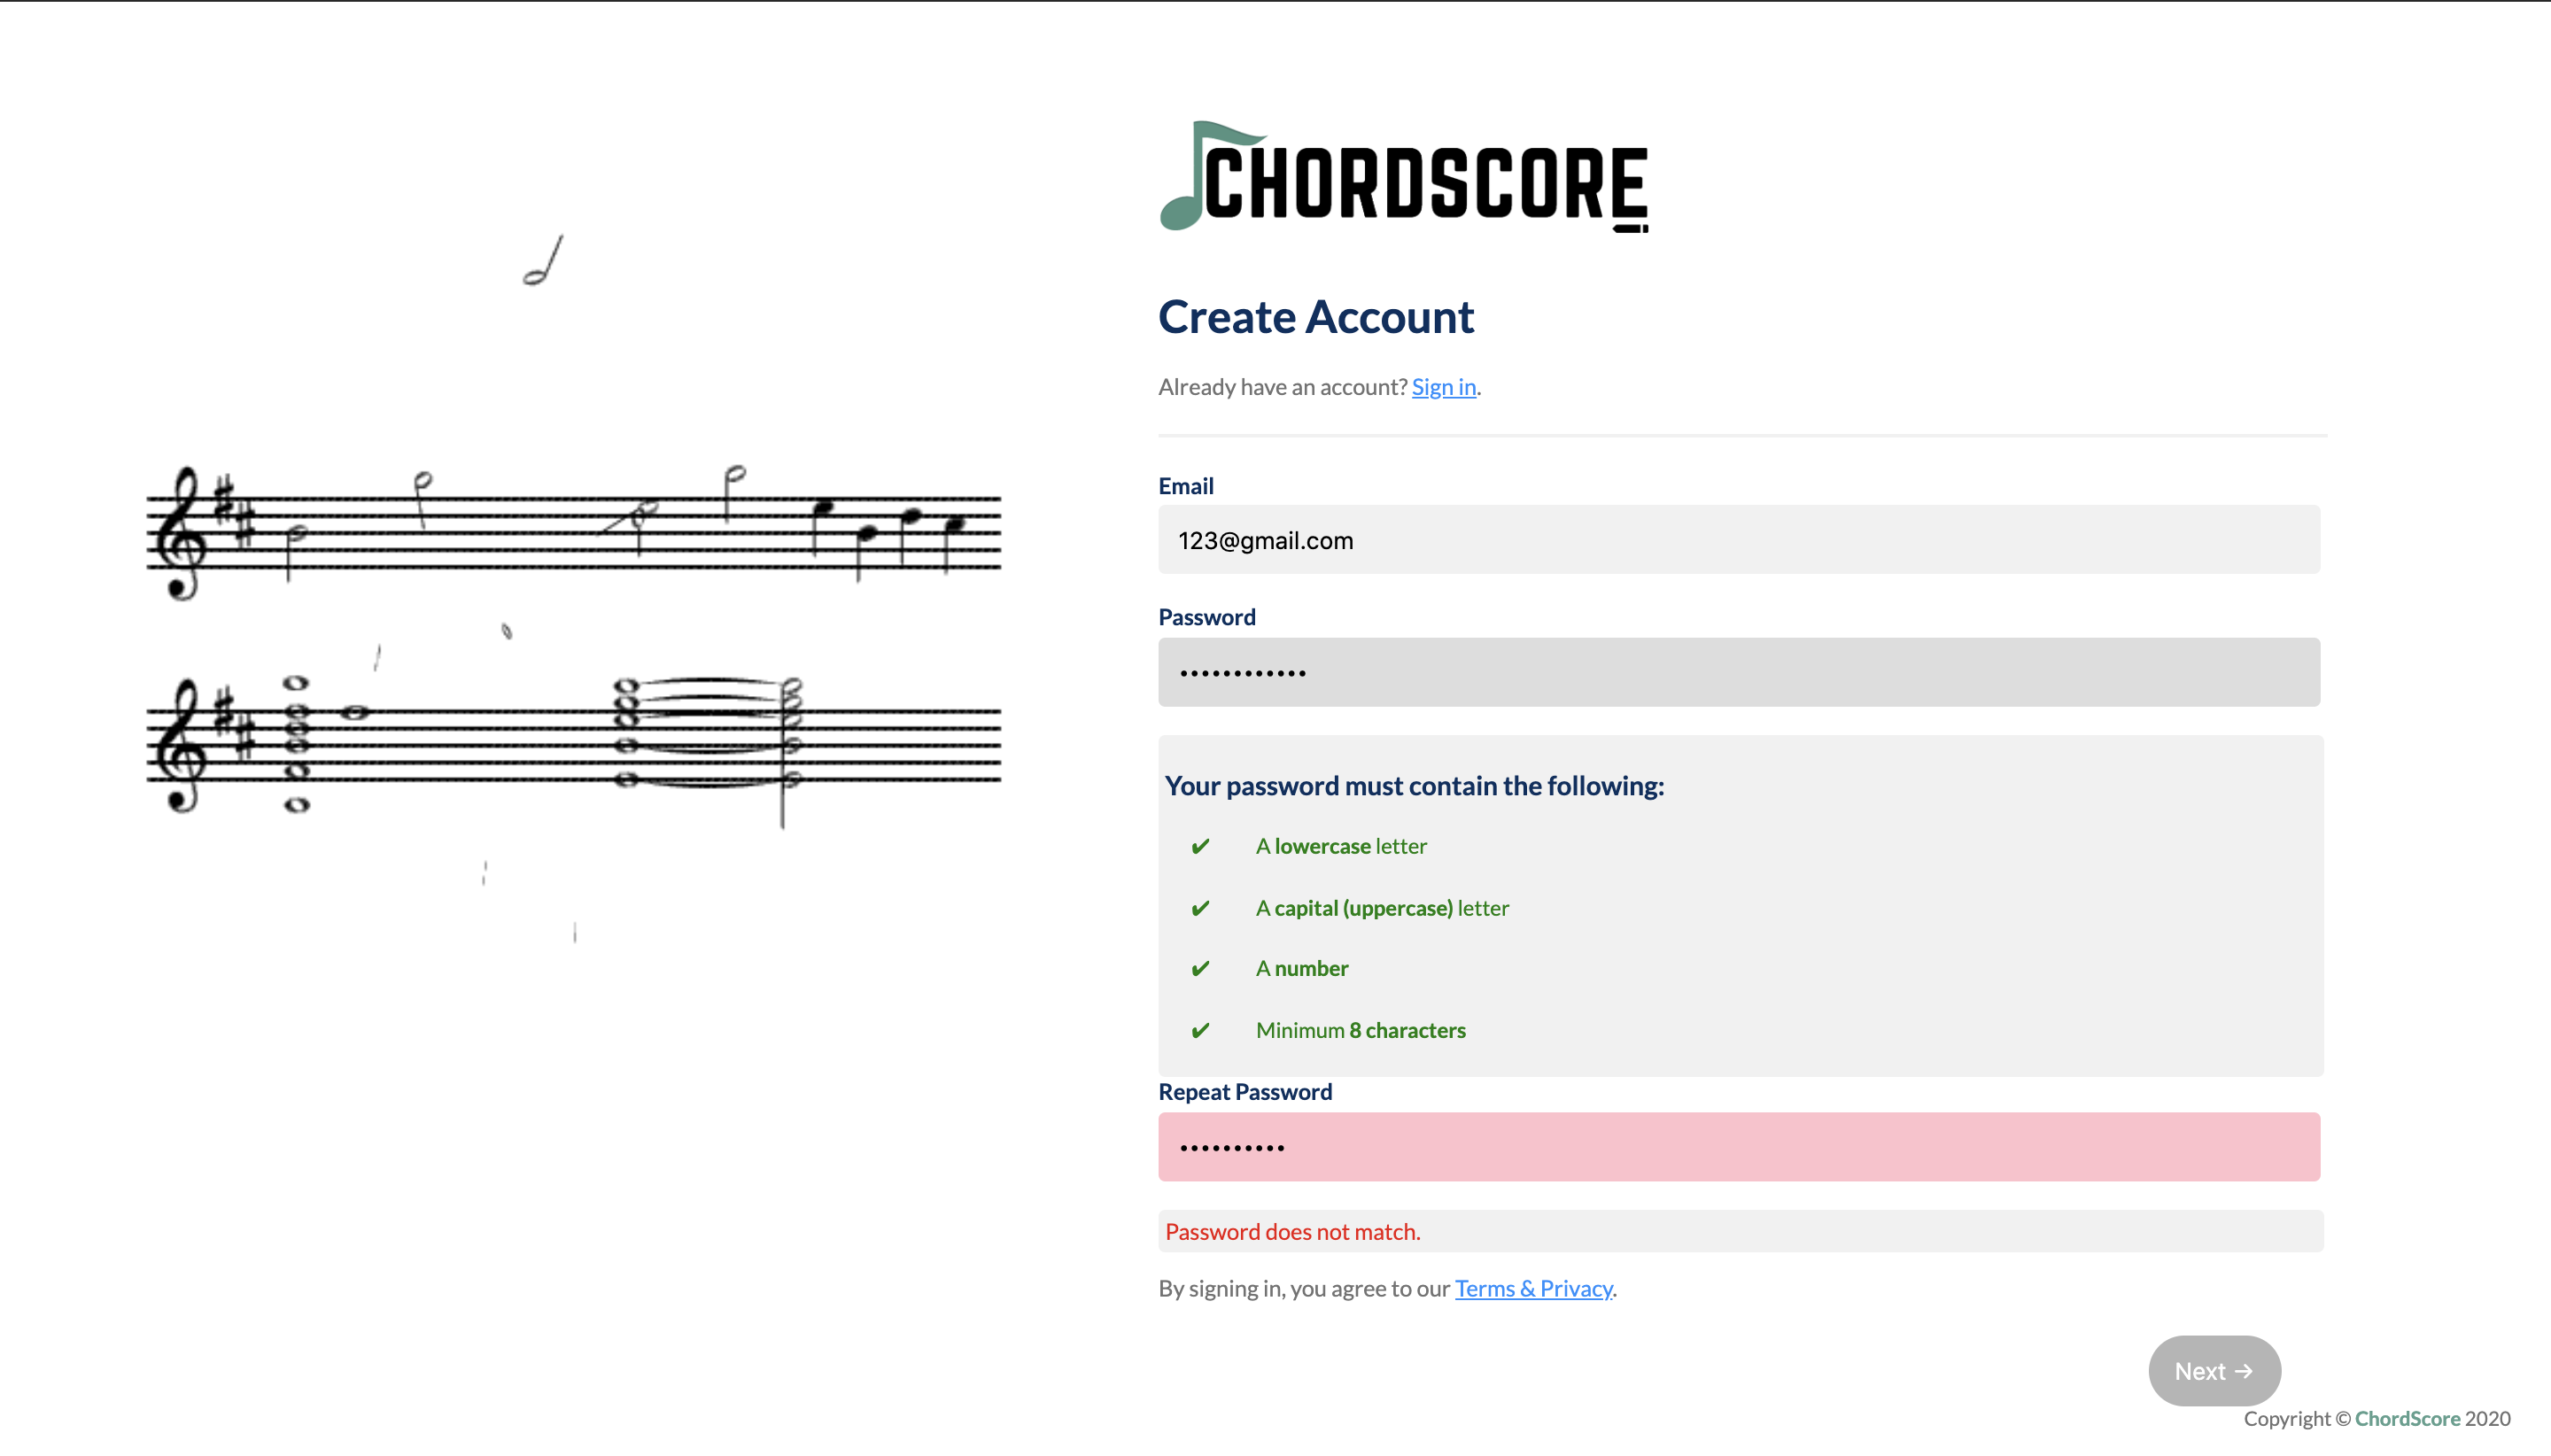 CHORDSCORE
Create Account
Already have an account? Sign in.
Email
123@gmail.com
Password
••••••••••••
Your password must contain the following:
✔ A lowercase letter
✔ A capital (uppercase) letter
✔ A number
✔ Minimum 8 characters
Repeat Password
••••••••••
Password does not match.
By signing in, you agree to our Terms & Privacy.
Next →
Copyright © ChordScore 2020